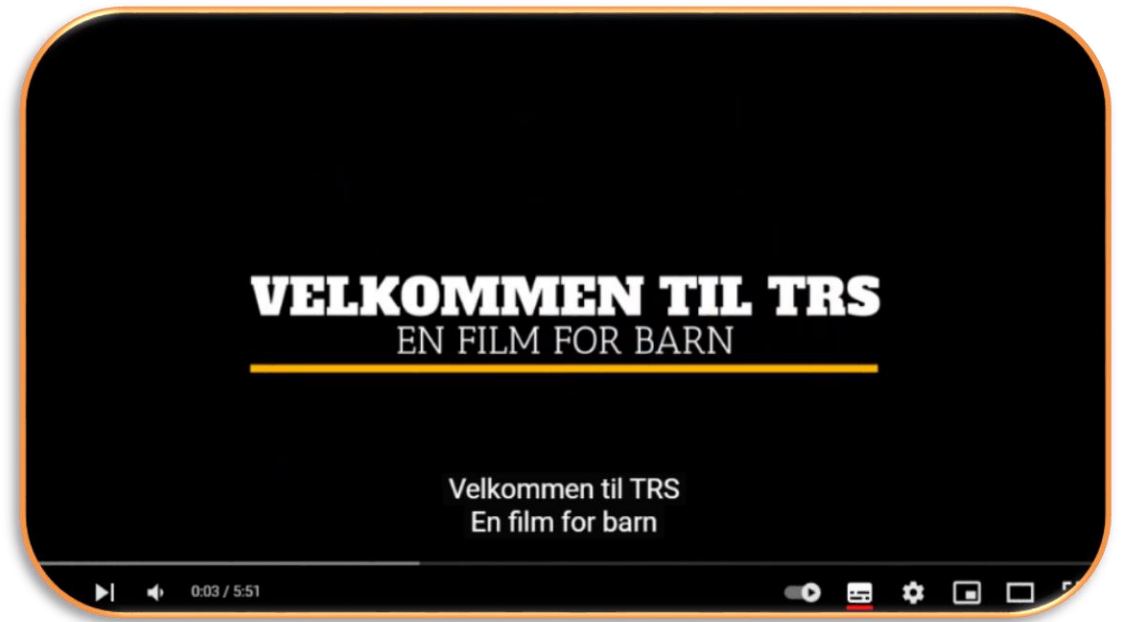 VELKOMMEN TIL TRS
EN FILM FOR BARN
Velkommen til TRS
En film for barn
0:03 / 5:51